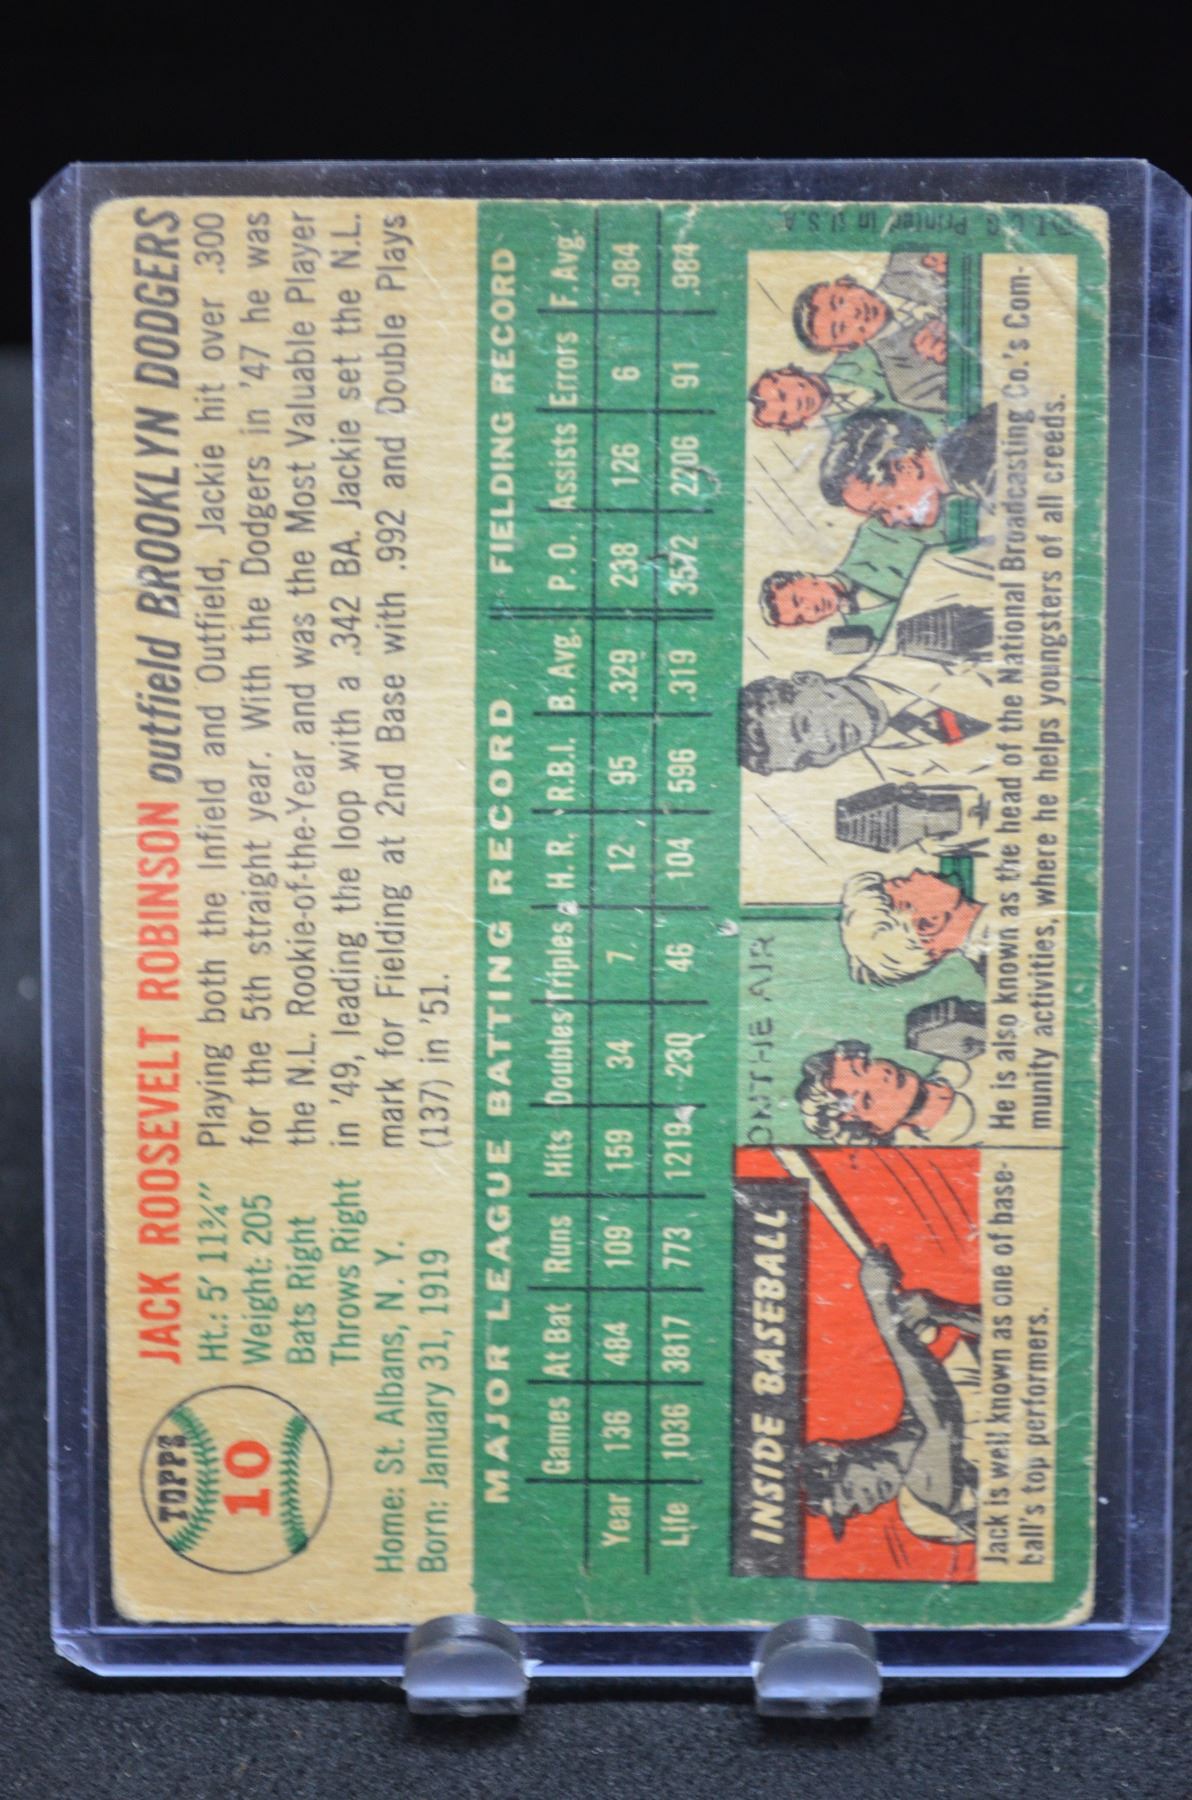 TOPPS
10
JACK ROOSEVELT ROBINSON outfield BROOKLYN DODGERS
Ht.: 5' 11¾"
Weight: 205
Bats Right
Throws Right
Home: St. Albans, N. Y.
Born: January 31, 1919
Playing both the Infield and Outfield, Jackie hit over .300
for the 5th straight year. With the Dodgers in '47 he was
the N.L. Rookie-of-the-Year and was the Most Valuable Player
in '49, leading the loop with a .342 BA. Jackie set the N.L.
mark for Fielding at 2nd Base with .992 and Double Plays
(137) in '51.
MAJOR LEAGUE BATTING RECORD FIELDING RECORD
Games At Bat Runs Hits Doubles Triples H. R. R.B.I. B. Avg. P. O. Assists Errors F. Avg.
Year 136 484 109 159 34 7 12 95 .329 238 126 6 .984
Life 1036 3817 773 1219 230 46 104 596 .319 3572 2206 91 .984
INSIDE BASEBALL
ON THE AIR
Jack is well known as one of base-
ball's top performers.
He is also known as the head of the National Broadcasting Co.'s Com-
munity activities, where he helps youngsters of all creeds.
©T. C. G. Printed in U.S.A.